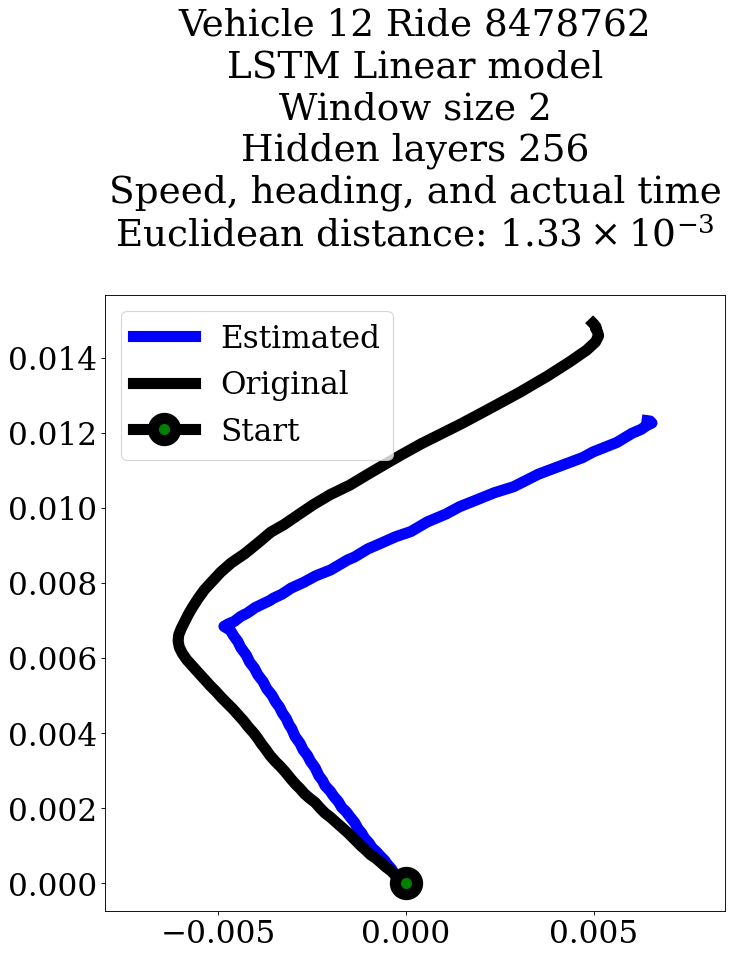 Vehicle 12 Ride 8478762
LSTM Linear model
Window size 2
Hidden layers 256
Speed, heading, and actual time
Euclidean distance: 1.33 × 10⁻³
Estimated
Original
Start
0.014
0.012
0.010
0.008
0.006
0.004
0.002
0.000
−0.005 0.000 0.005